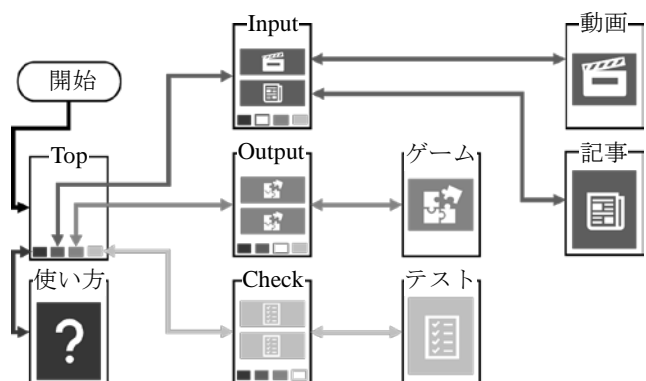 Input
動画
開始
Top
Output
ゲーム
記事
使い方
?
Check
テスト